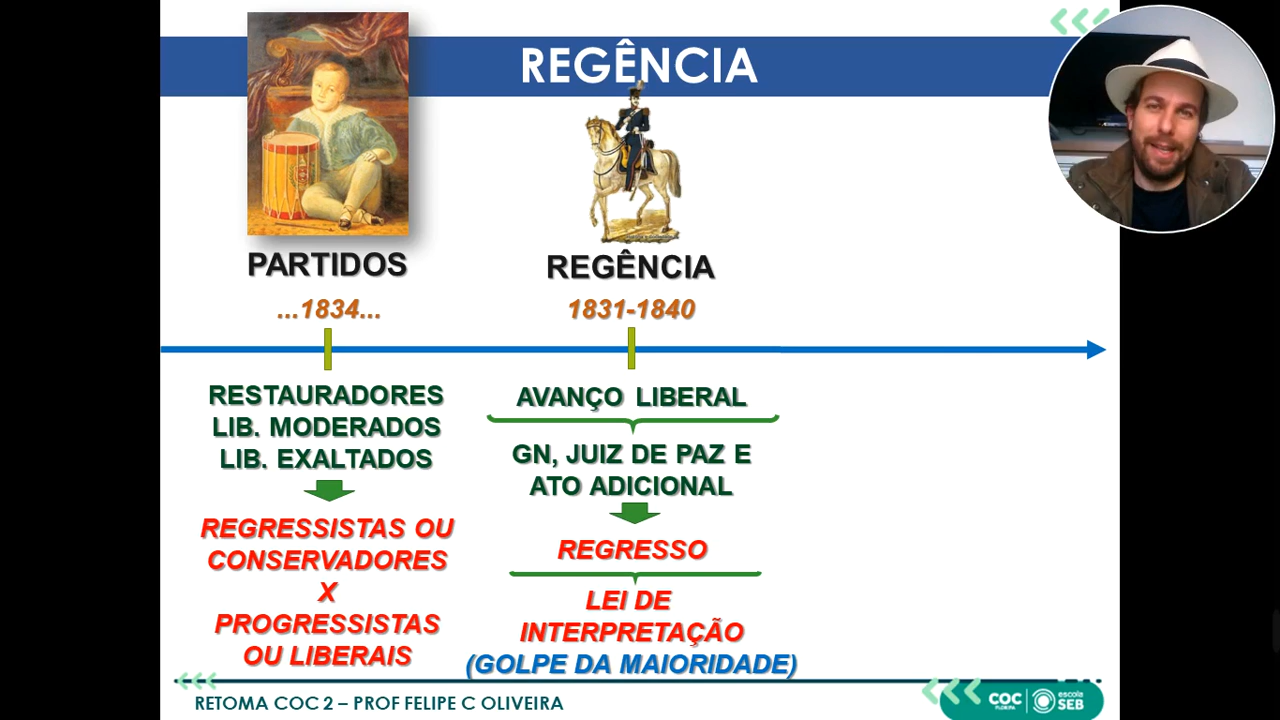 REGÊNCIA
PARTIDOS
...1834...
RESTAURADORES
LIB. MODERADOS
LIB. EXALTADOS
REGRESSISTAS OU
CONSERVADORES
X
PROGRESSISTAS
OU LIBERAIS
REGÊNCIA
1831-1840
AVANÇO LIBERAL
GN, JUIZ DE PAZ E
ATO ADICIONAL
REGRESSO
LEI DE
INTERPRETAÇÃO
(GOLPE DA MAIORIDADE)
RETOMA COC 2 – PROF FELIPE C OLIVEIRA
COC
FLORIPA
escola
SEB